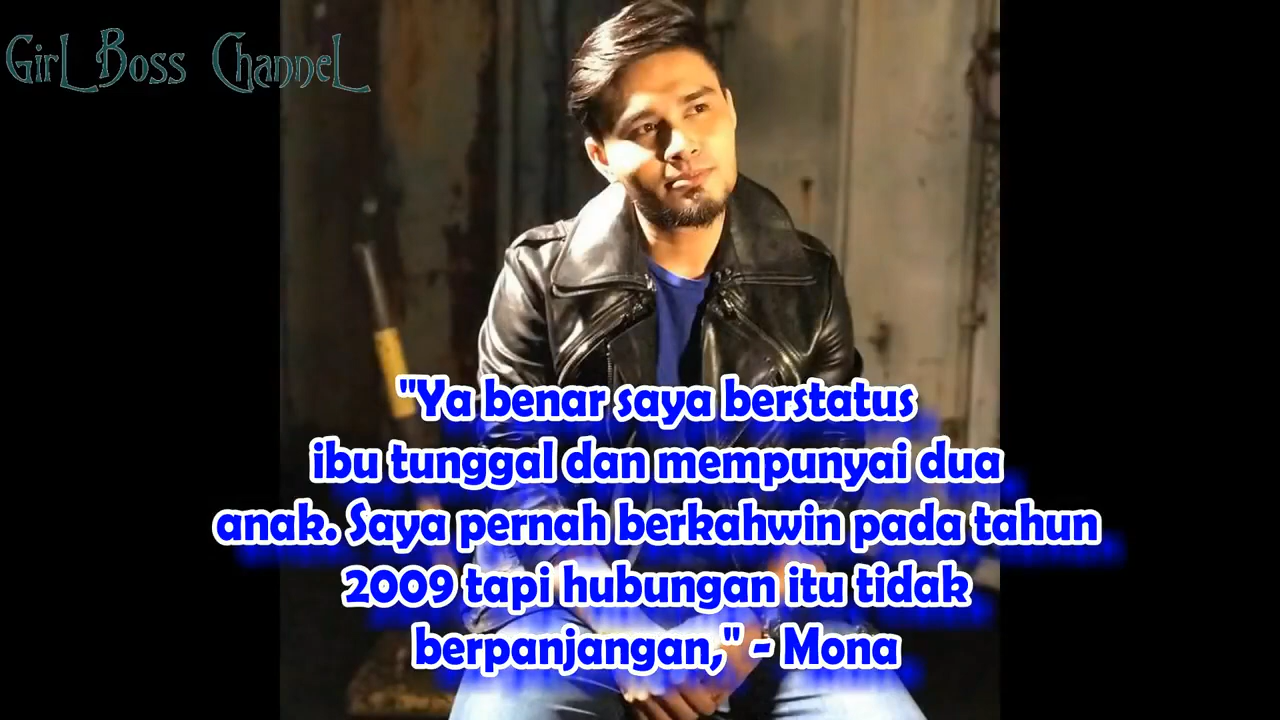 GirL Boss ChanneL
"Ya benar saya berstatus
ibu tunggal dan mempunyai dua
anak. Saya pernah berkahwin pada tahun
2009 tapi hubungan itu tidak
berpanjangan," - Mona